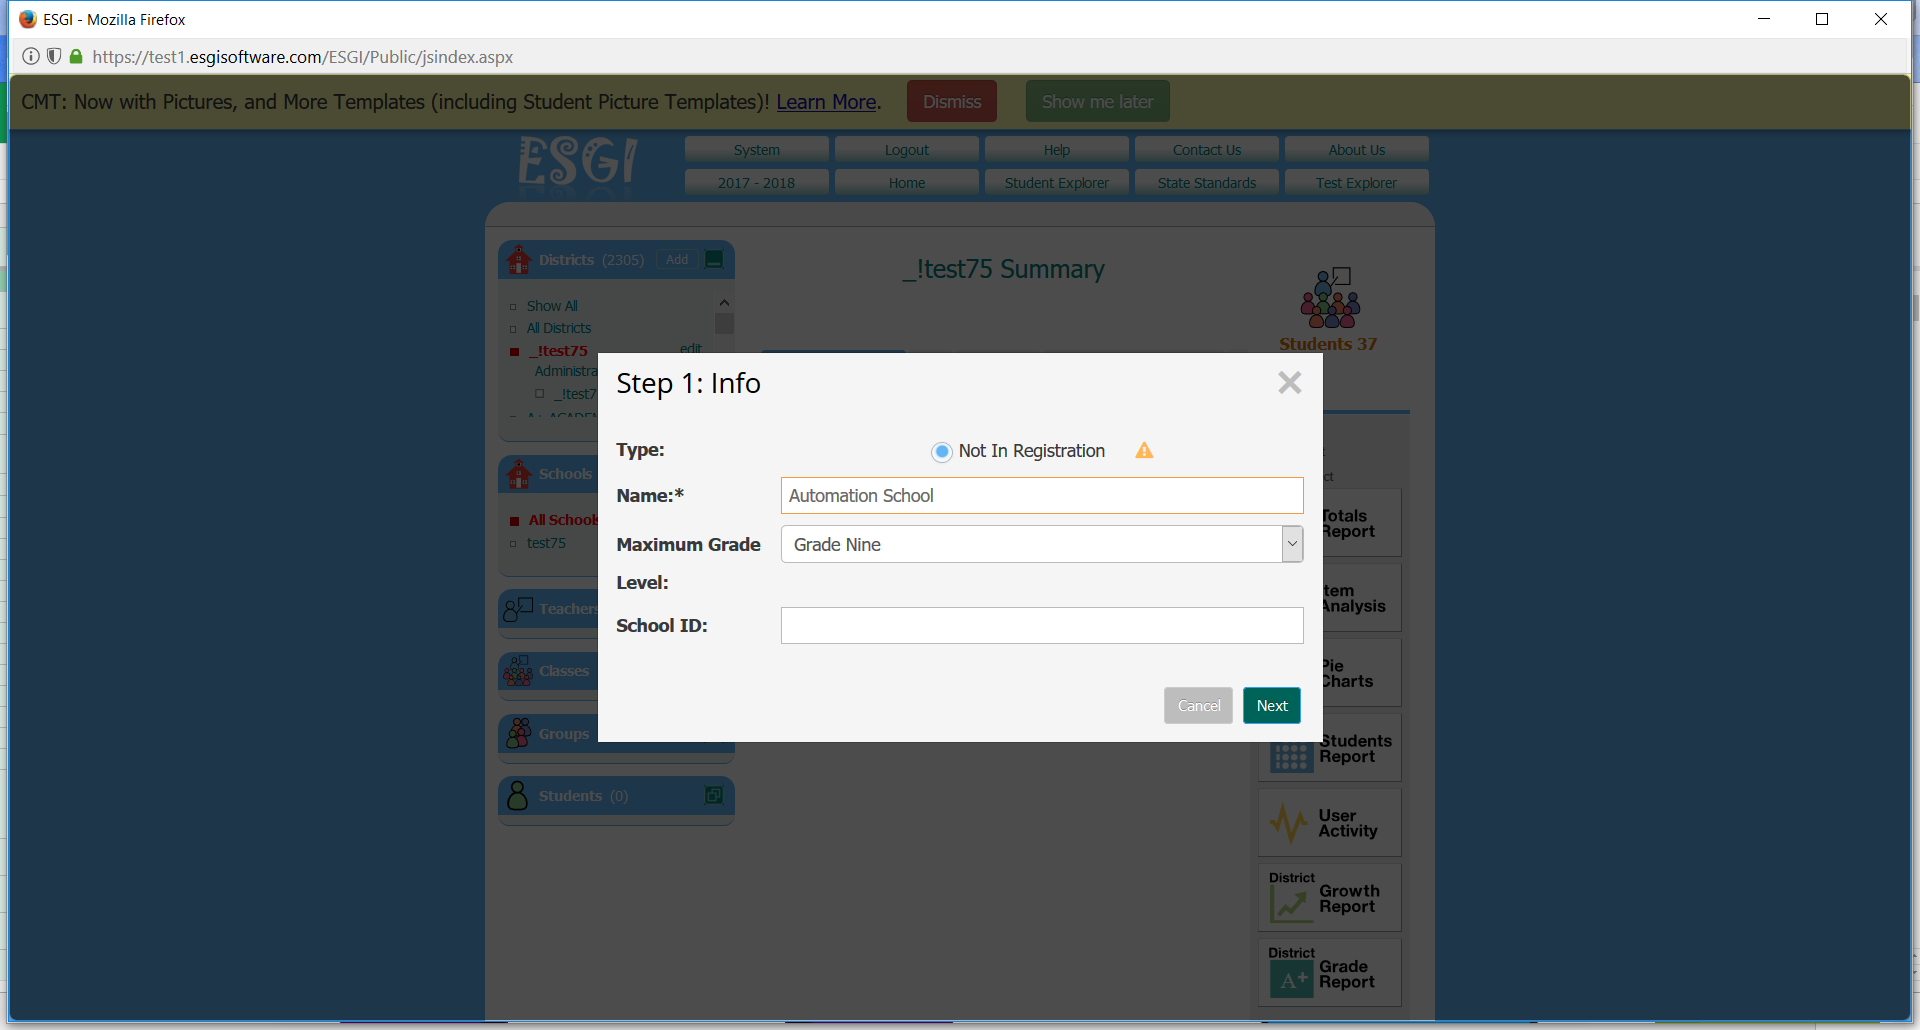 ESGI - Mozilla Firefox
https://test1.esgisoftware.com/ESGI/Public/jsindex.aspx
CMT: Now with Pictures, and More Templates (including Student Picture Templates)! Learn More. Dismiss Show me later
ESGI
System Logout Help Contact Us About Us
2017 - 2018 Home Student Explorer State Standards Test Explorer
Districts (2305) Add
Show All
All Districts
_!test75 edit
Administra
_!test7
_!test75 Summary
Students 37
Schools
All Schools
test75
Teachers
Classes
Groups
Students (0)
Step 1: Info
Type: Not In Registration
Name:* Automation School
Maximum Grade Level: Grade Nine
School ID:
Cancel Next
ct
Totals
Report
Item
Analysis
Pie
Charts
Students
Report
User
Activity
District
Growth
Report
District
A+
Grade
Report